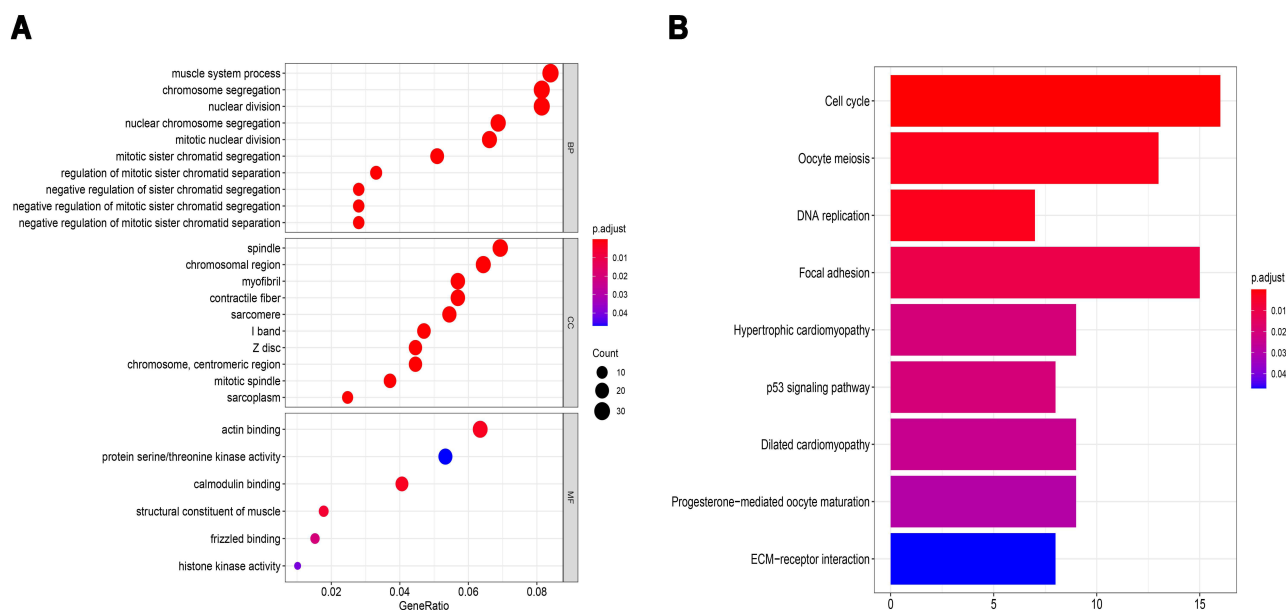 A
muscle system process
chromosome segregation
nuclear division
nuclear chromosome segregation
mitotic nuclear division
mitotic sister chromatid segregation
regulation of mitotic sister chromatid separation
negative regulation of sister chromatid segregation
negative regulation of mitotic sister chromatid segregation
negative regulation of mitotic sister chromatid separation
BP
spindle
chromosomal region
myofibril
contractile fiber
sarcomere
I band
Z disc
chromosome, centromeric region
mitotic spindle
sarcoplasm
CC
actin binding
protein serine/threonine kinase activity
calmodulin binding
structural constituent of muscle
frizzled binding
histone kinase activity
MF
0.02 0.04 0.06 0.08
GeneRatio
p.adjust
0.01
0.02
0.03
0.04
Count
10
20
30
B
Cell cycle
Oocyte meiosis
DNA replication
Focal adhesion
Hypertrophic cardiomyopathy
p53 signaling pathway
Dilated cardiomyopathy
Progesterone−mediated oocyte maturation
ECM−receptor interaction
0 5 10 15
p.adjust
0.01
0.02
0.03
0.04